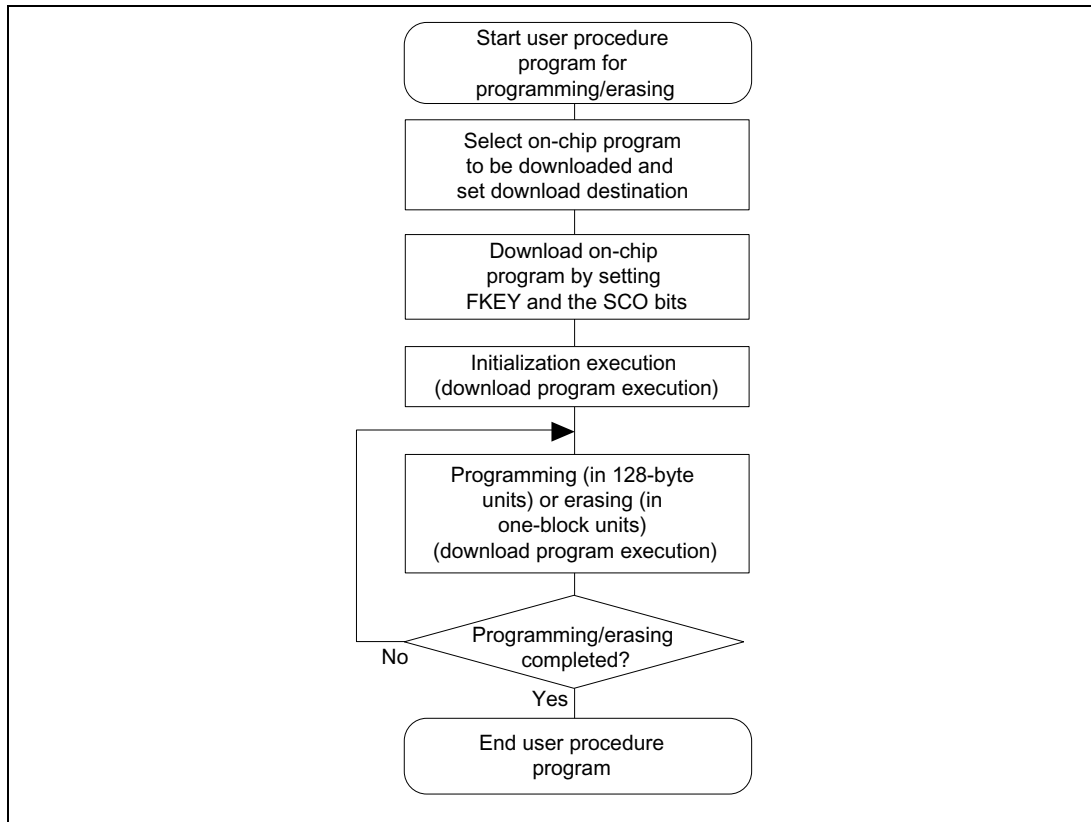 Start user procedure
program for
programming/erasing
Select on-chip program
to be downloaded and
set download destination
Download on-chip
program by setting
FKEY and the SCO bits
Initialization execution
(download program execution)
Programming (in 128-byte
units) or erasing (in
one-block units)
(download program execution)
Programming/erasing
completed?
No
Yes
End user procedure
program